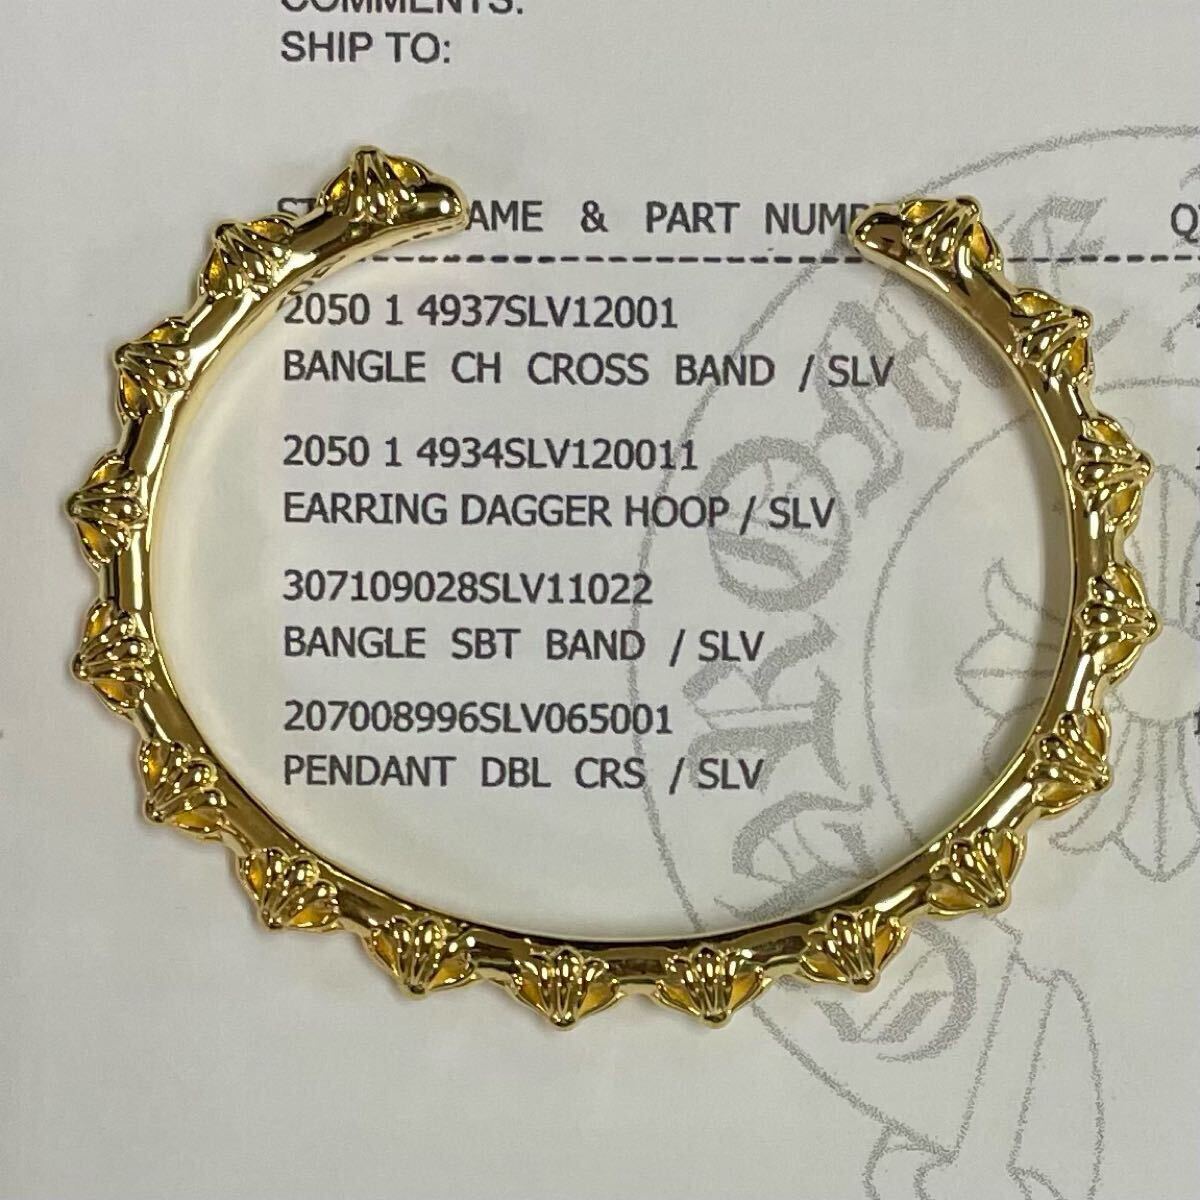 COMMENTS:
SHIP TO:
AME & PART NUMB
2050 1 4937SLV12001
BANGLE CH CROSS BAND / SLV
2050 1 4934SLV120011
EARRING DAGGER HOOP / SLV
307109028SLV11022
BANGLE SBT BAND / SLV
207008996SLV065001
PENDANT DBL CRS / SLV